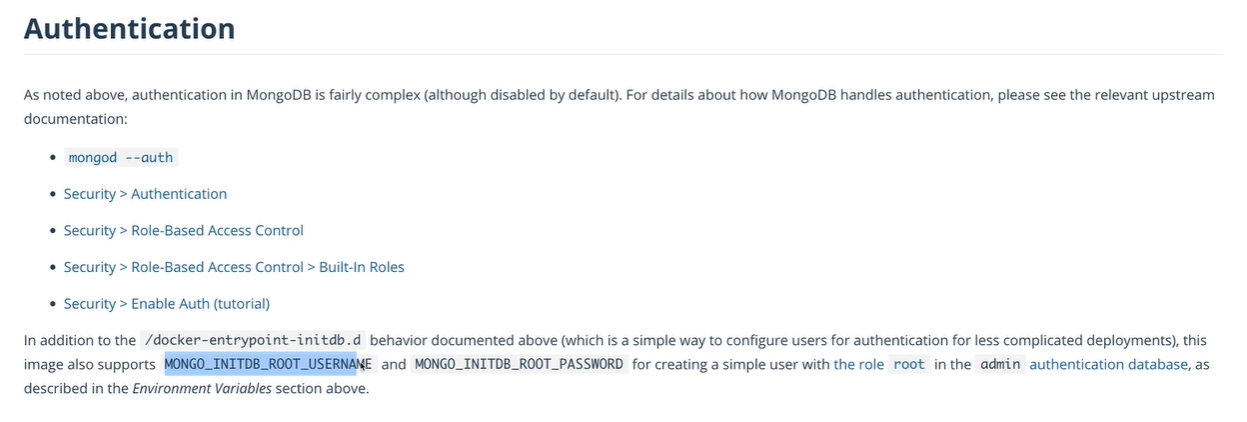 Authentication
As noted above, authentication in MongoDB is fairly complex (although disabled by default). For details about how MongoDB handles authentication, please see the relevant upstream
documentation:
• mongod --auth
• Security > Authentication
• Security > Role-Based Access Control
• Security > Role-Based Access Control > Built-In Roles
• Security > Enable Auth (tutorial)
In addition to the /docker-entrypoint-initdb.d behavior documented above (which is a simple way to configure users for authentication for less complicated deployments), this
image also supports MONGO_INITDB_ROOT_USERNAME and MONGO_INITDB_ROOT_PASSWORD for creating a simple user with the role root in the admin authentication database, as
described in the Environment Variables section above.